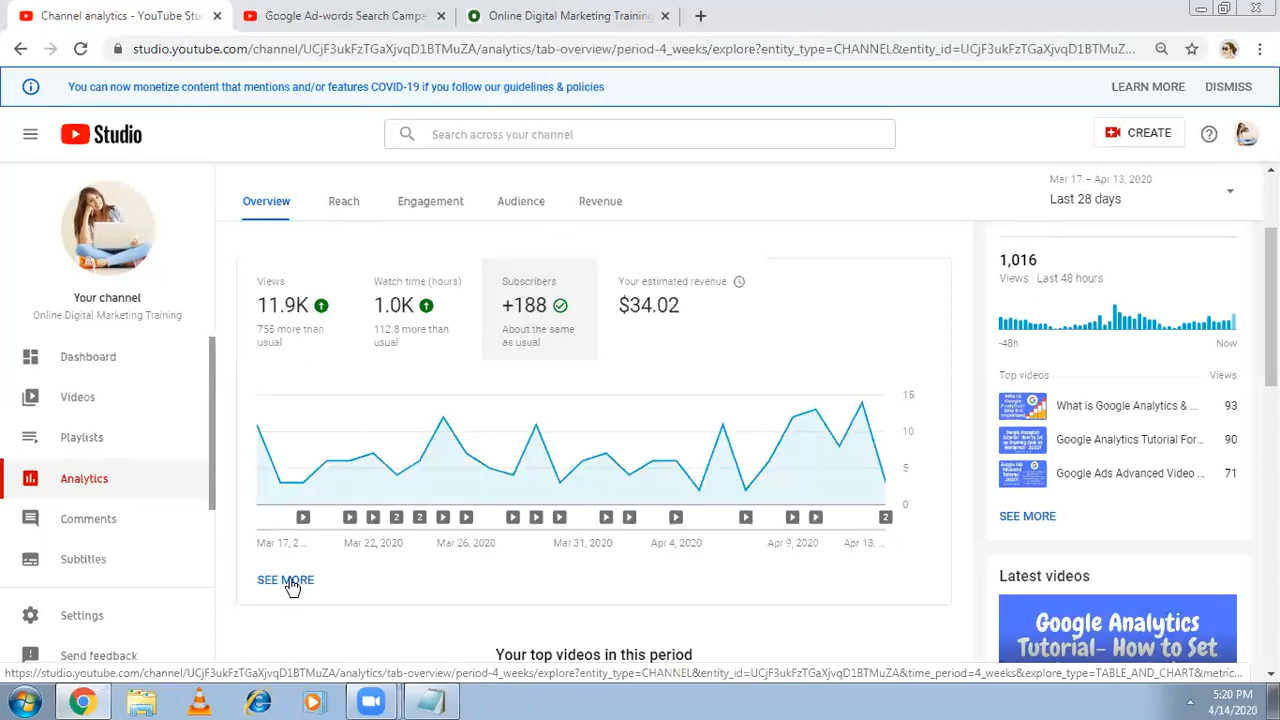 Channel analytics - YouTube Stu
Google Ad-words Search Campa
Online Digital Marketing Training
studio.youtube.com/channel/UCjF3ukFzTGaXjvqD1BTMuZA/analytics/tab-overview/period-4_weeks/explore?entity_type=CHANNEL&entity_id=UCjF3ukFzTGaXjvqD1BTMuZ...
You can now monetize content that mentions and/or features COVID-19 if you follow our guidelines & policies
LEARN MORE
DISMISS
Studio
Search across your channel
CREATE
Your channel
Online Digital Marketing Training
Dashboard
Videos
Playlists
Analytics
Comments
Subtitles
Settings
Send feedback
Overview
Reach
Engagement
Audience
Revenue
Mar 17 – Apr 13, 2020
Last 28 days
Views
11.9K
755 more than
usual
Watch time (hours)
1.0K
112.8 more than
usual
Subscribers
+188
About the same
as usual
Your estimated revenue
$34.02
15
10
5
0
2
2
2
Mar 17, 2...
Mar 22, 2020
Mar 26, 2020
Mar 31, 2020
Apr 4, 2020
Apr 9, 2020
Apr 13, ...
SEE MORE
Your top videos in this period
1,016
Views · Last 48 hours
-48h
Now
Top videos
Views
What is Google Analytics & ...
93
Google Analytics Tutorial For...
90
Google Ads Advanced Video ...
71
SEE MORE
Latest videos
Google Analytics
Tutorial- How to Set
https://studio.youtube.com/channel/UCjF3ukFzTGaXjvqD1BTMuZA/analytics/tab-overview/period-4_weeks/explore?entity_type=CHANNEL&entity_id=UCjF3ukFzTGaXjvqD1BTMuZA&time_period=4_weeks&explore_type=TABLE_AND_CHART&metric...
5:20 PM
4/14/2020